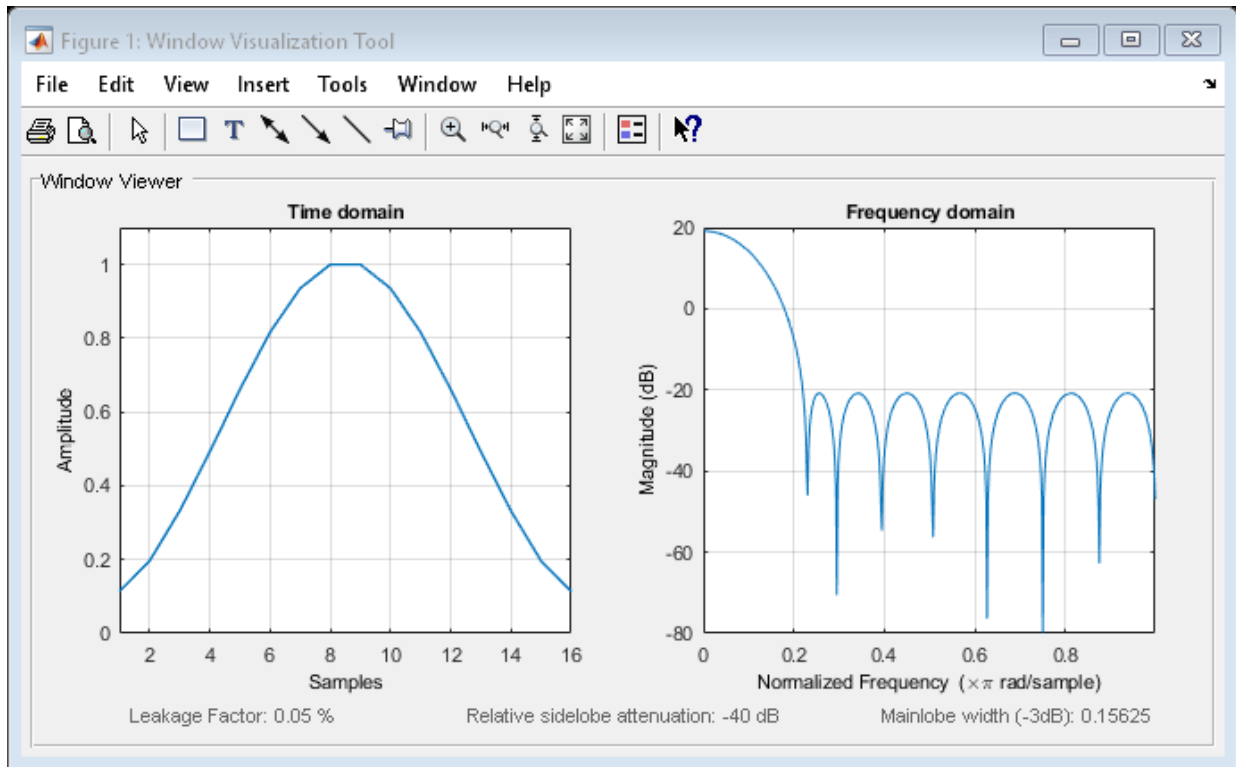 Figure 1: Window Visualization Tool
File Edit View Insert Tools Window Help
T
?
Window Viewer
Time domain
1
0.8
0.6
0.4
0.2
0
Amplitude
2 4 6 8 10 12 14 16
Samples
Frequency domain
20
0
-20
-40
-60
-80
Magnitude (dB)
0 0.2 0.4 0.6 0.8
Normalized Frequency (×π rad/sample)
Leakage Factor: 0.05 % Relative sidelobe attenuation: -40 dB Mainlobe width (-3dB): 0.15625